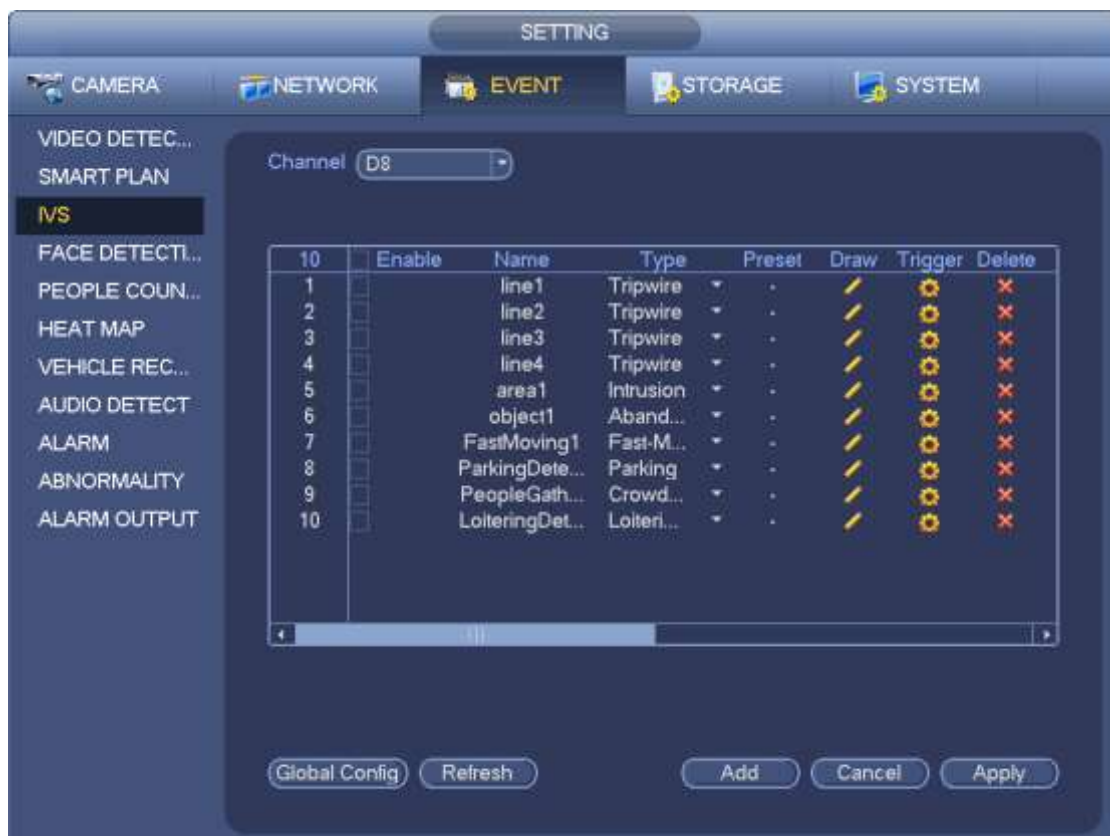 SETTING
CAMERA NETWORK EVENT STORAGE SYSTEM
VIDEO DETEC...
SMART PLAN
IVS
FACE DETECTI...
PEOPLE COUN...
HEAT MAP
VEHICLE REC...
AUDIO DETECT
ALARM
ABNORMALITY
ALARM OUTPUT
Channel D8
10 Enable Name Type Preset Draw Trigger Delete
1 line1 Tripwire
2 line2 Tripwire
3 line3 Tripwire
4 line4 Tripwire
5 area1 Intrusion
6 object1 Aband...
7 FastMoving1 Fast-M...
8 ParkingDete... Parking
9 PeopleGath... Crowd...
10 LoiteringDet... Loiteri...
Global Config Refresh Add Cancel Apply